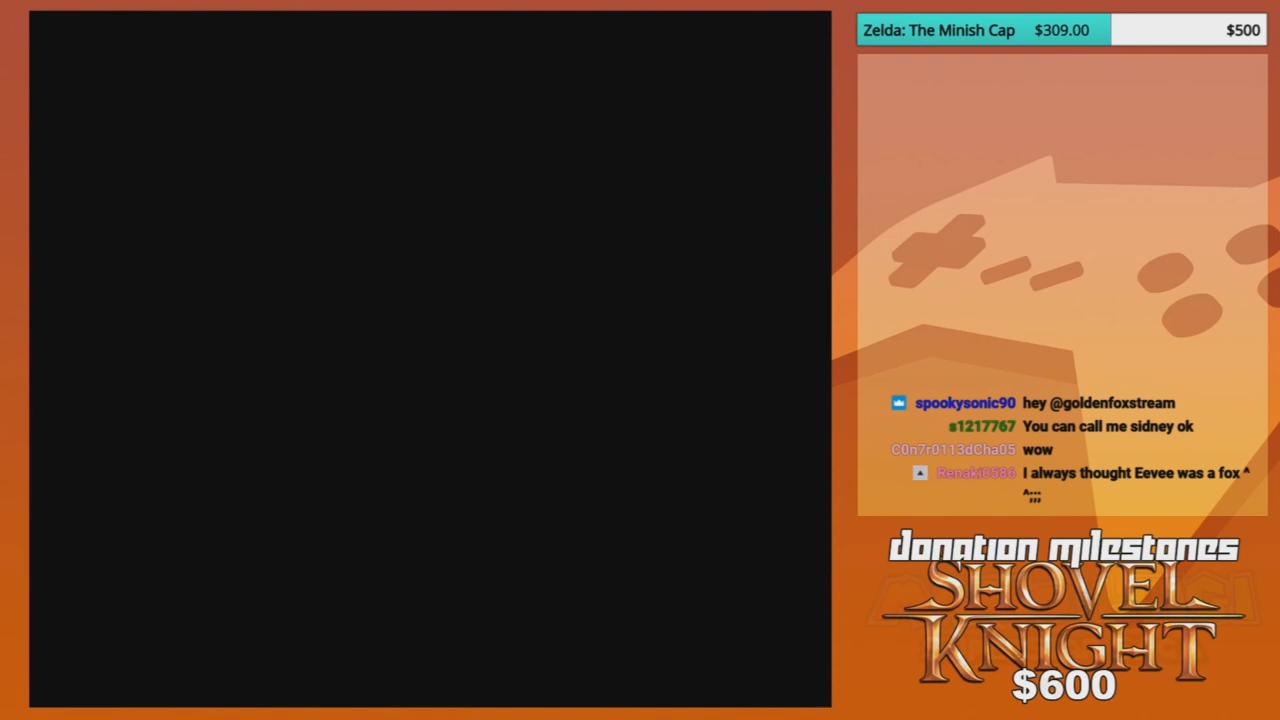 Zelda: The Minish Cap $309.00 $500
spookysonic90 hey @goldenfoxstream
s1217767 You can call me sidney ok
C0n7r0113dCha05 wow
Renaki0586 I always thought Eevee was a fox ^
^;;;
donation milestones
SHOVEL
KNIGHT
$600